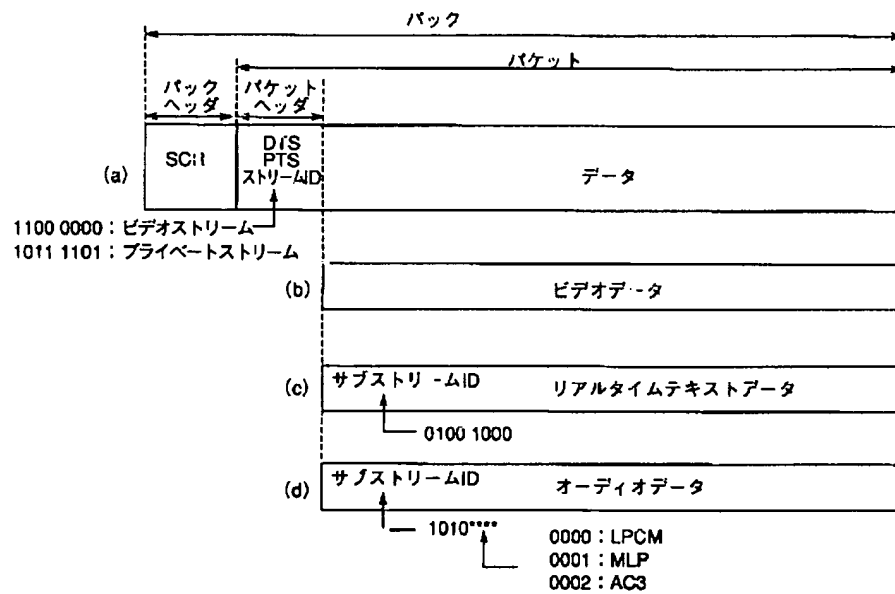 パック
パケット
パック
ヘッダ
パケット
ヘッダ
(a)
SCR
DTS
PTS
ストリームID
データ
1100 0000：ビデオストリーム
1011 1101：プライベートストリーム
(b)
ビデオデータ
(c)
サブストリームID
リアルタイムテキストデータ
0100 1000
(d)
サブストリームID
オーディオデータ
1010****
0000：LPCM
0001：MLP
0002：AC3